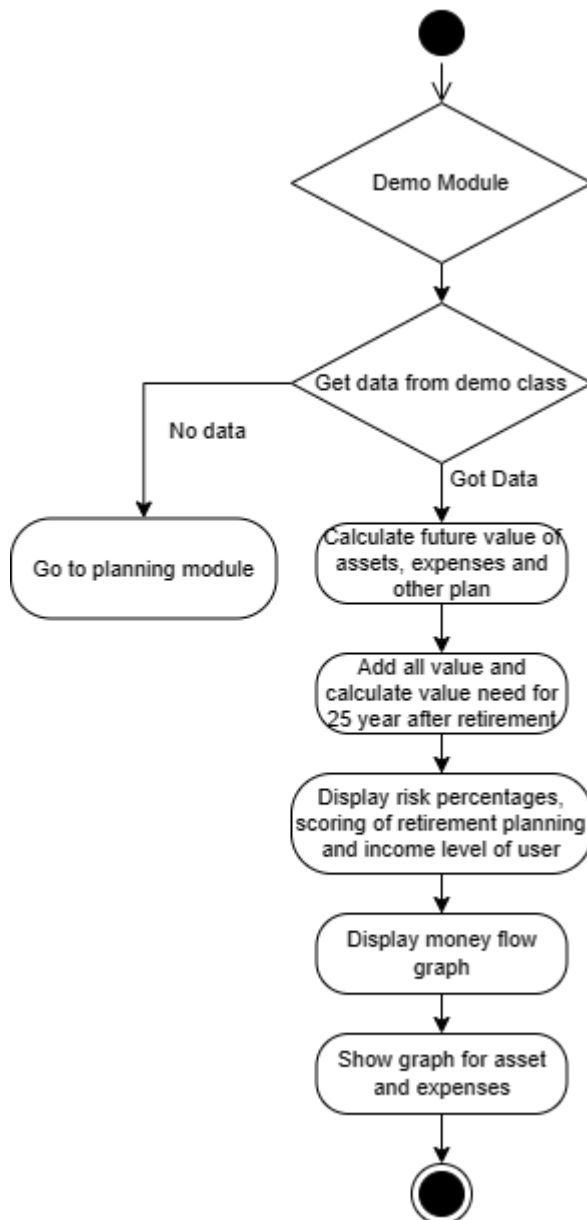 Demo Module
Get data from demo class
No data
Got Data
Calculate future value of
assets, expenses and
other plan
Go to planning module
Add all value and
calculate value need for
25 year after retirement
Display risk percentages,
scoring of retirement planning
and income level of user
Display money flow
graph
Show graph for asset
and expenses